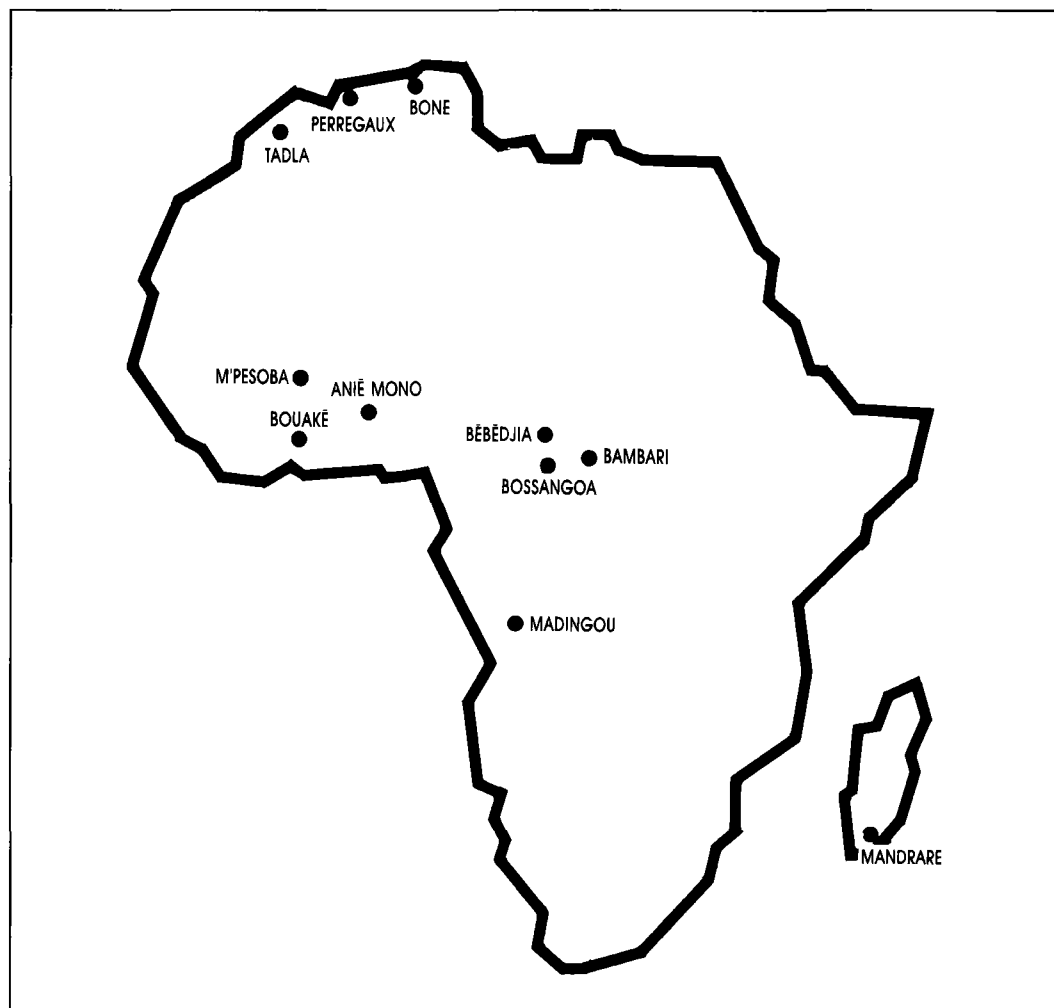 BONE
PERREGAUX
TADLA
M'PESOBA
ANIĒ MONO
BOUAKĒ
BĒBĒDJIA
BAMBARI
BOSSANGOA
MADINGOU
MANDRARE